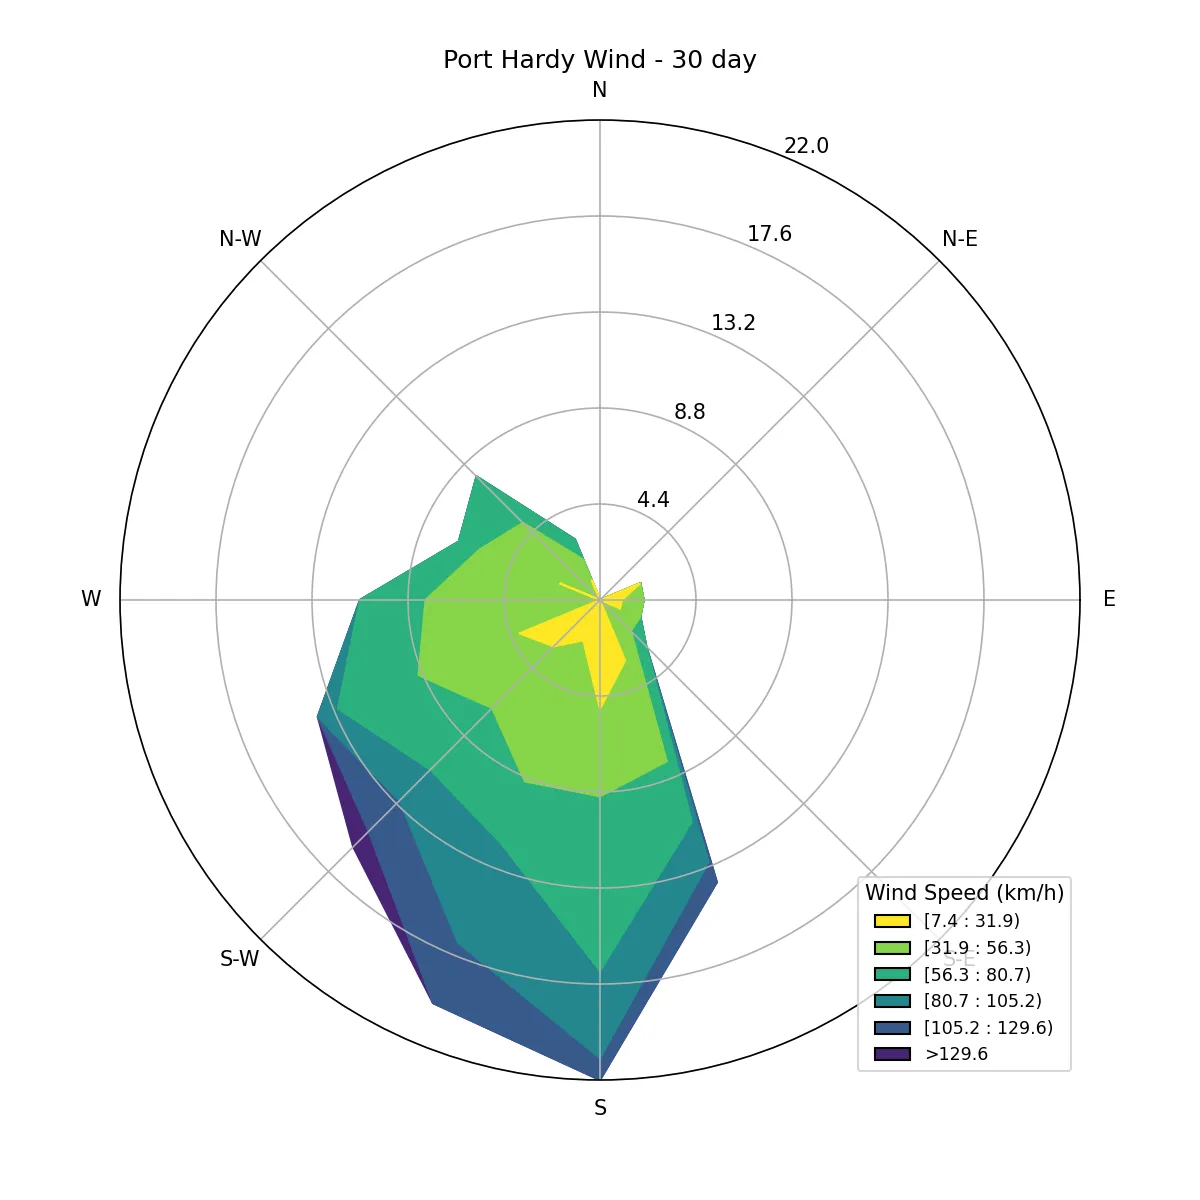 Port Hardy Wind - 30 day
N
22.0
17.6
N-W
N-E
13.2
8.8
4.4
W
E
S-W
S-E
S
Wind Speed (km/h)
[7.4 : 31.9)
[31.9 : 56.3)
[56.3 : 80.7)
[80.7 : 105.2)
[105.2 : 129.6)
>129.6